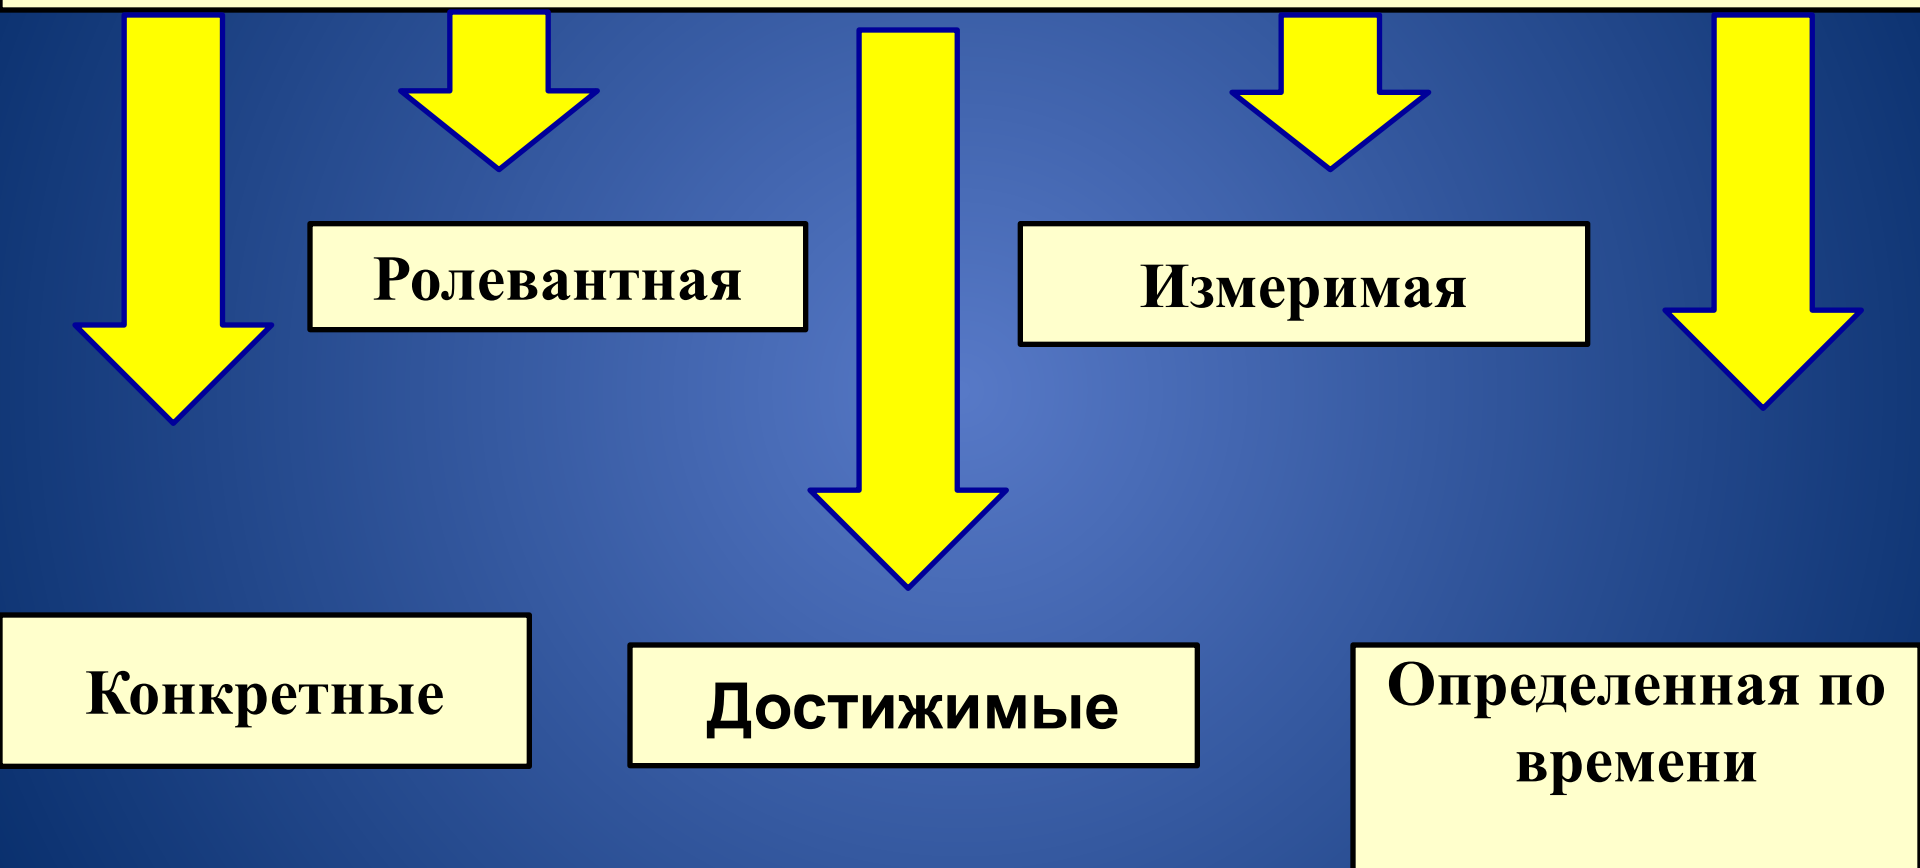 Ролевантная
Измеримая
Конкретные
Достижимые
Определенная по
времени